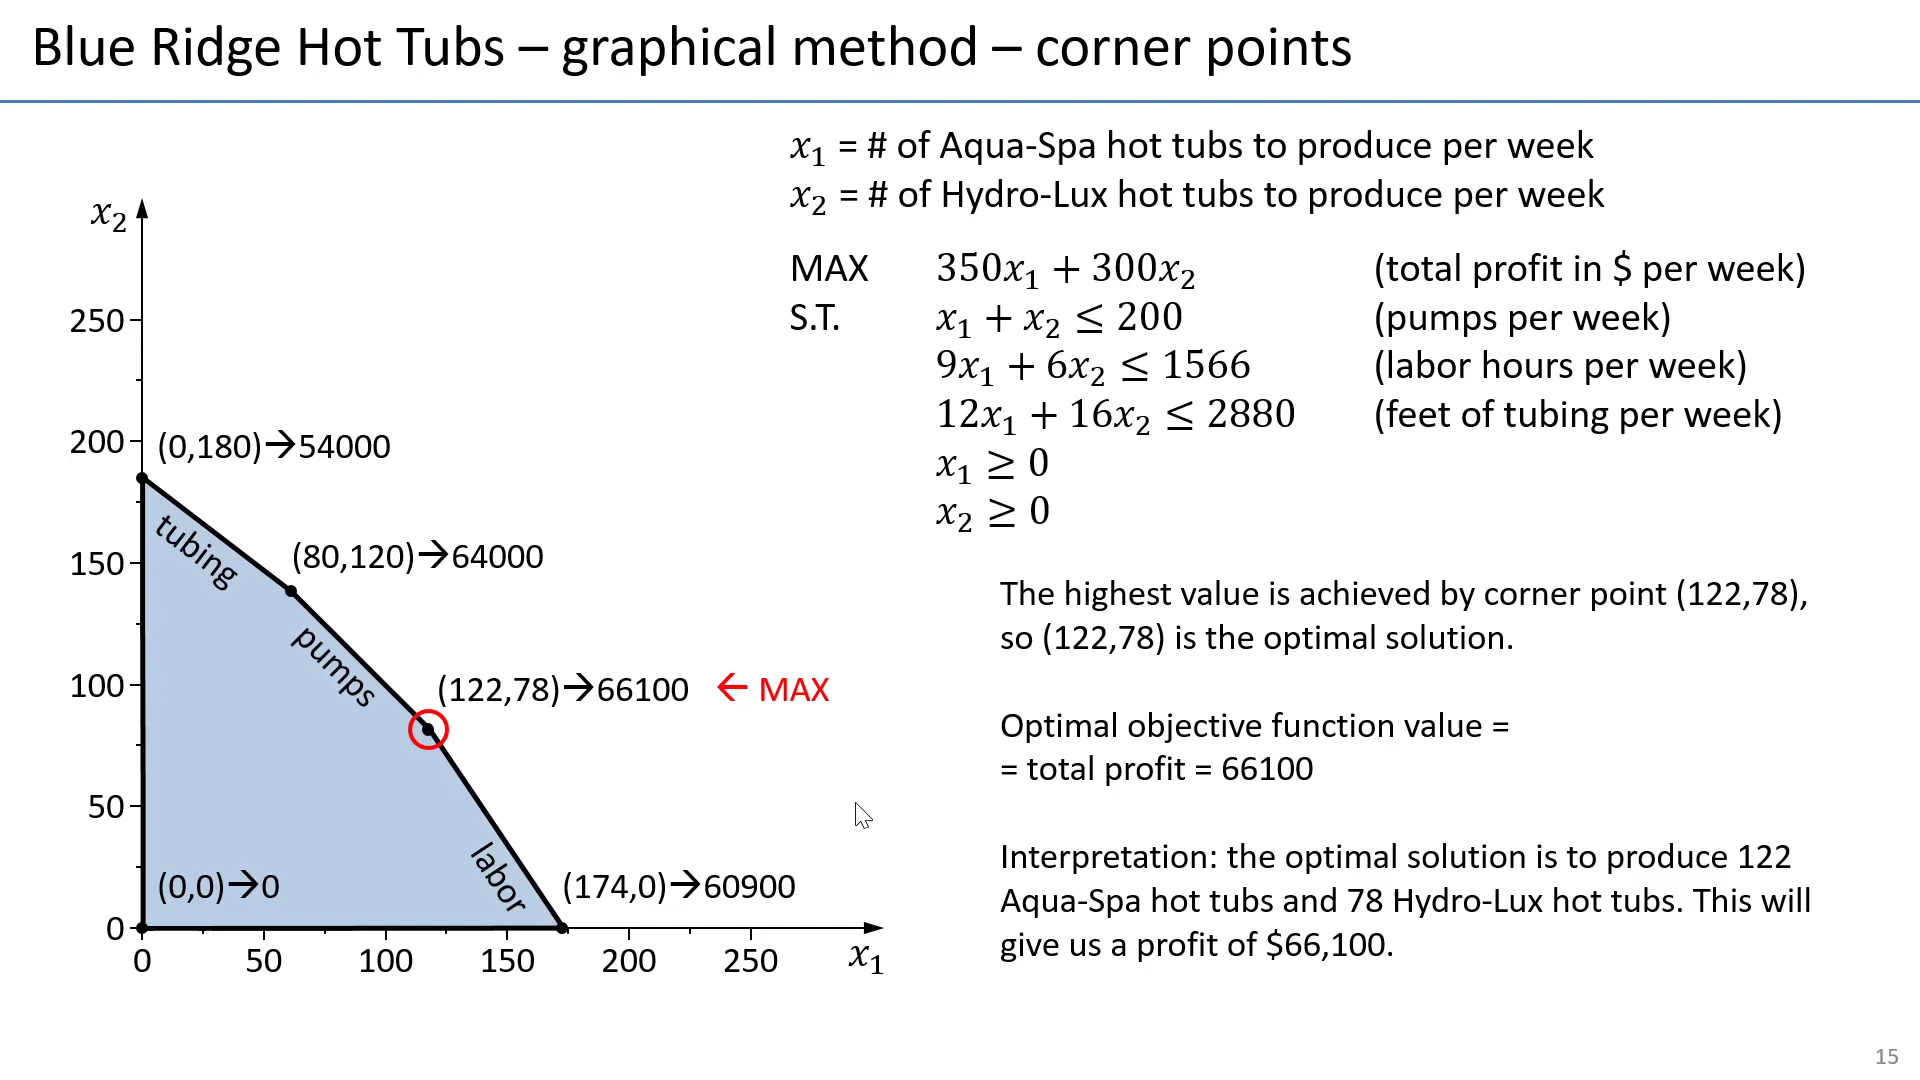 Blue Ridge Hot Tubs – graphical method – corner points
x₁ = # of Aqua-Spa hot tubs to produce per week
x₂ = # of Hydro-Lux hot tubs to produce per week
MAX 350x₁ + 300x₂ (total profit in $ per week)
S.T. x₁ + x₂ ≤ 200 (pumps per week)
9x₁ + 6x₂ ≤ 1566 (labor hours per week)
12x₁ + 16x₂ ≤ 2880 (feet of tubing per week)
x₁ ≥ 0
x₂ ≥ 0
x₂
250
200
150
100
50
0
(0,180)→54000
tubing
(80,120)→64000
pumps
(122,78)→66100 ← MAX
labor
(0,0)→0
(174,0)→60900
0 50 100 150 200 250 x₁
The highest value is achieved by corner point (122,78),
so (122,78) is the optimal solution.
Optimal objective function value =
= total profit = 66100
Interpretation: the optimal solution is to produce 122
Aqua-Spa hot tubs and 78 Hydro-Lux hot tubs. This will
give us a profit of $66,100.
15